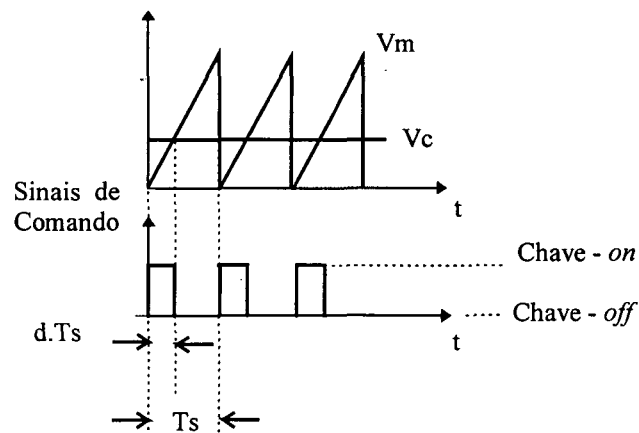 Vm
Vc
t
Sinais de
Comando
Chave - on
Chave - off
t
d.Ts
Ts